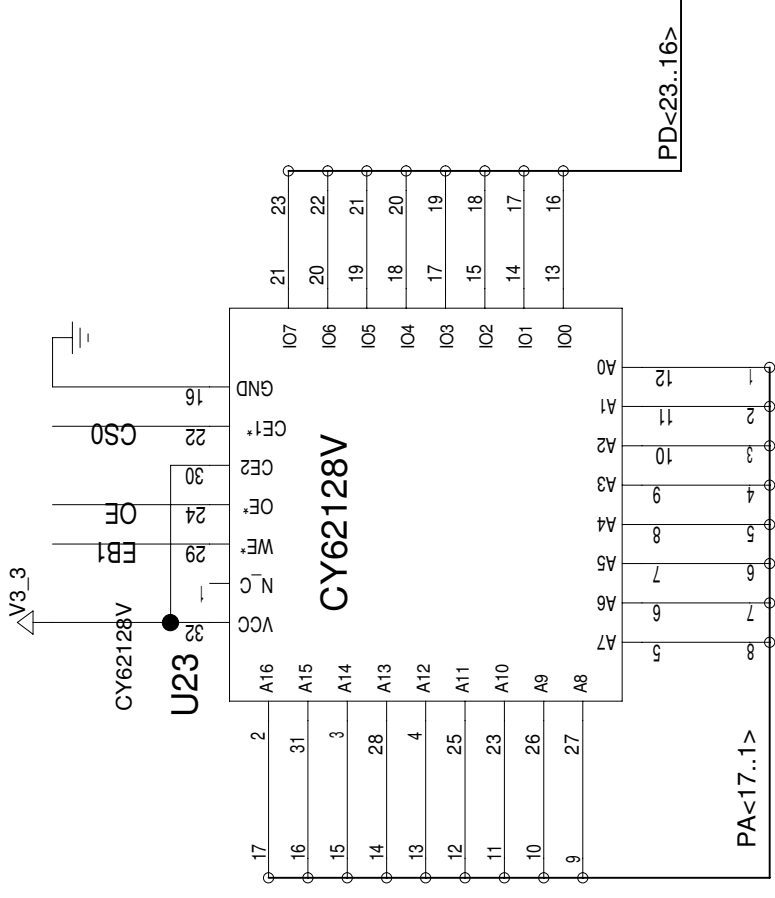 V3_3
CY62128V
U23
CY62128V
VCC 32
N_C 1
WE* 29 EB1
OE* 24 OE
CE2 30
CE1* 22 CS0
GND 16
IO7 21 23
IO6 20 22
IO5 19 21
IO4 18 20
IO3 17 19
IO2 15 18
IO1 14 17
IO0 13 16
PD<23..16>
A16 2 17
A15 31 16
A14 3 15
A13 28 14
A12 4 13
A11 25 12
A10 23 11
A9 26 10
A8 27 9
A7 5 8
A6 6 7
A5 7 6
A4 8 5
A3 9 4
A2 10 3
A1 11 2
A0 12 1
PA<17..1>